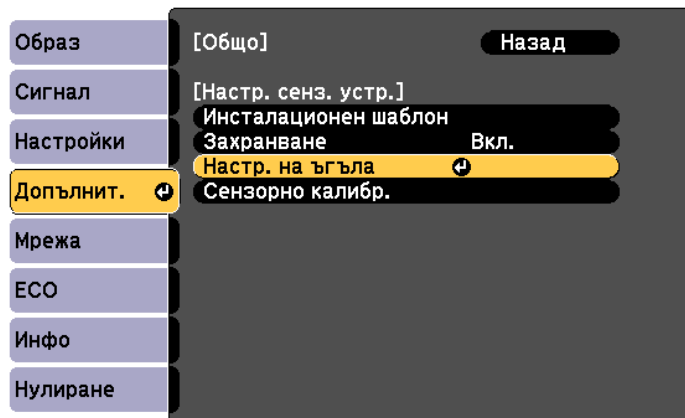 Образ
Сигнал
Настройки
Допълнит.
Мрежа
ECO
Инфо
Нулиране
[Общо] Назад
[Настр. сенз. устр.]
Инсталационен шаблон
Захранване Вкл.
Настр. на ъгъла
Сензорно калибр.